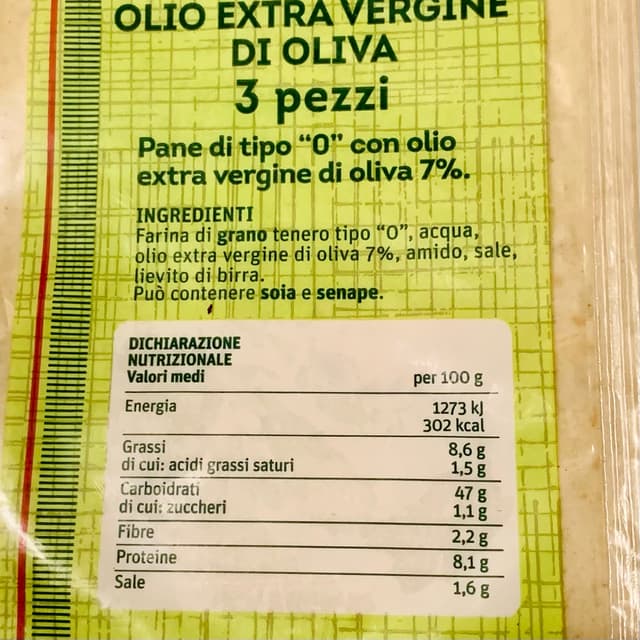 OLIO EXTRA VERGINE
DI OLIVA
3 pezzi
Pane di tipo “0” con olio
extra vergine di oliva 7%.
INGREDIENTI
Farina di grano tenero tipo “0”, acqua,
olio extra vergine di oliva 7%, amido, sale,
lievito di birra.
Può contenere soia e senape.
DICHIARAZIONE
NUTRIZIONALE
Valori medi per 100 g
Energia 1273 kJ
302 kcal
Grassi 8,6 g
di cui: acidi grassi saturi 1,5 g
Carboidrati 47 g
di cui: zuccheri 1,1 g
Fibre 2,2 g
Proteine 8,1 g
Sale 1,6 g